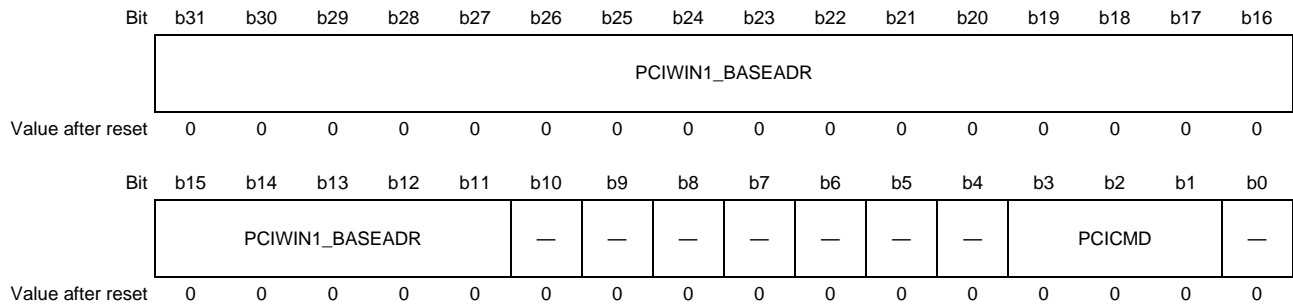 Bit b31 b30 b29 b28 b27 b26 b25 b24 b23 b22 b21 b20 b19 b18 b17 b16
PCIWIN1_BASEADR
Value after reset 0 0 0 0 0 0 0 0 0 0 0 0 0 0 0 0
Bit b15 b14 b13 b12 b11 b10 b9 b8 b7 b6 b5 b4 b3 b2 b1 b0
PCIWIN1_BASEADR — — — — — — — PCICMD —
Value after reset 0 0 0 0 0 0 0 0 0 0 0 0 0 0 0 0